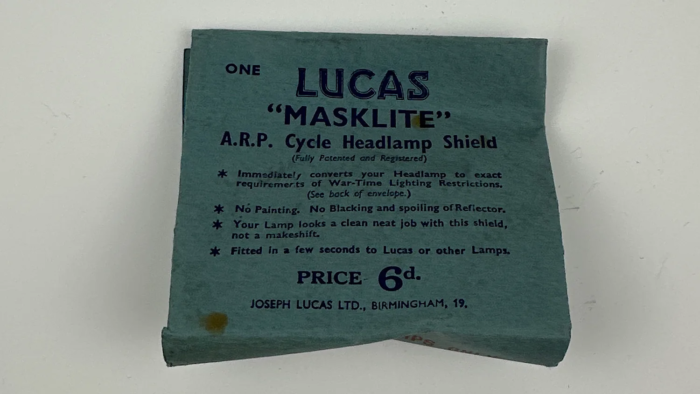 ONE
LUCAS
"MASKLITE"
A.R.P. Cycle Headlamp Shield
(Fully Patented and Registered)
* Immediately converts your Headlamp to exact
requirements of War-Time Lighting Restrictions.
(See back of envelope.)
* No Painting. No Blacking and spoiling of Reflector.
* Your Lamp looks a clean neat job with this shield,
not a makeshift.
* Fitted in a few seconds to Lucas or other Lamps.
PRICE 6d.
JOSEPH LUCAS LTD., BIRMINGHAM, 19.